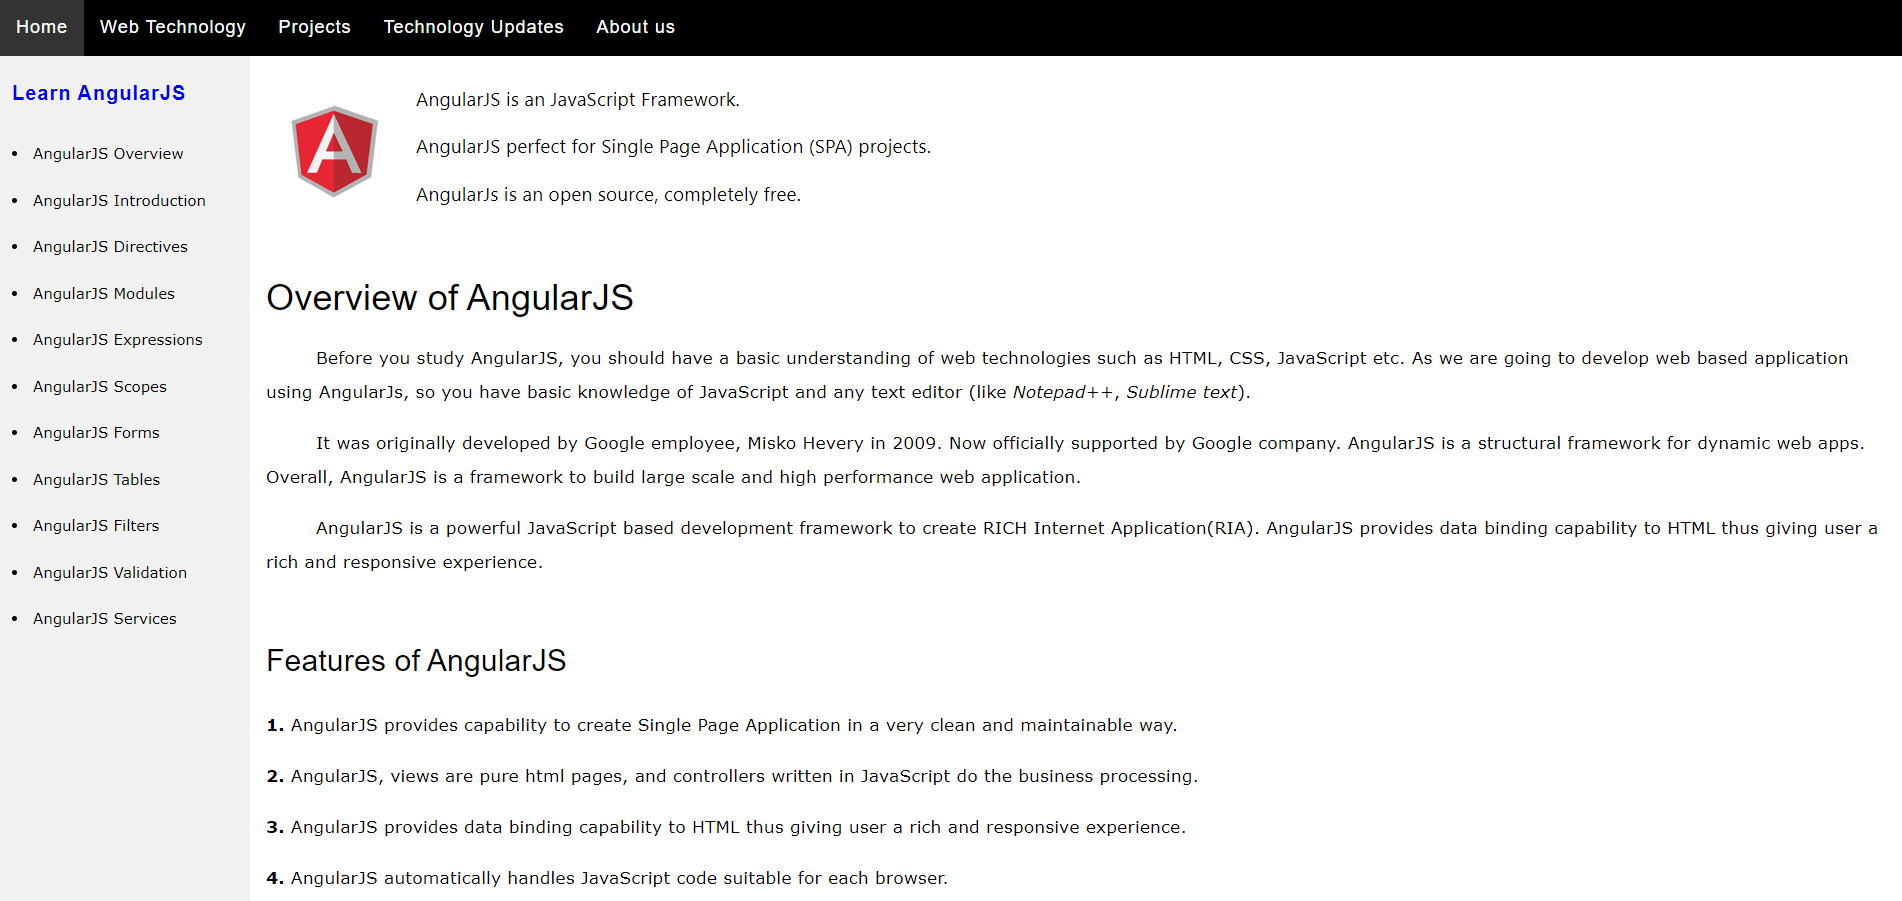 Home Web Technology Projects Technology Updates About us
Learn AngularJS
• AngularJS Overview
• AngularJS Introduction
• AngularJS Directives
• AngularJS Modules
• AngularJS Expressions
• AngularJS Scopes
• AngularJS Forms
• AngularJS Tables
• AngularJS Filters
• AngularJS Validation
• AngularJS Services
A
AngularJS is an JavaScript Framework.
AngularJS perfect for Single Page Application (SPA) projects.
AngularJs is an open source, completely free.
Overview of AngularJS
Before you study AngularJS, you should have a basic understanding of web technologies such as HTML, CSS, JavaScript etc. As we are going to develop web based application
using AngularJs, so you have basic knowledge of JavaScript and any text editor (like Notepad++, Sublime text).
It was originally developed by Google employee, Misko Hevery in 2009. Now officially supported by Google company. AngularJS is a structural framework for dynamic web apps.
Overall, AngularJS is a framework to build large scale and high performance web application.
AngularJS is a powerful JavaScript based development framework to create RICH Internet Application(RIA). AngularJS provides data binding capability to HTML thus giving user a
rich and responsive experience.
Features of AngularJS
1. AngularJS provides capability to create Single Page Application in a very clean and maintainable way.
2. AngularJS, views are pure html pages, and controllers written in JavaScript do the business processing.
3. AngularJS provides data binding capability to HTML thus giving user a rich and responsive experience.
4. AngularJS automatically handles JavaScript code suitable for each browser.